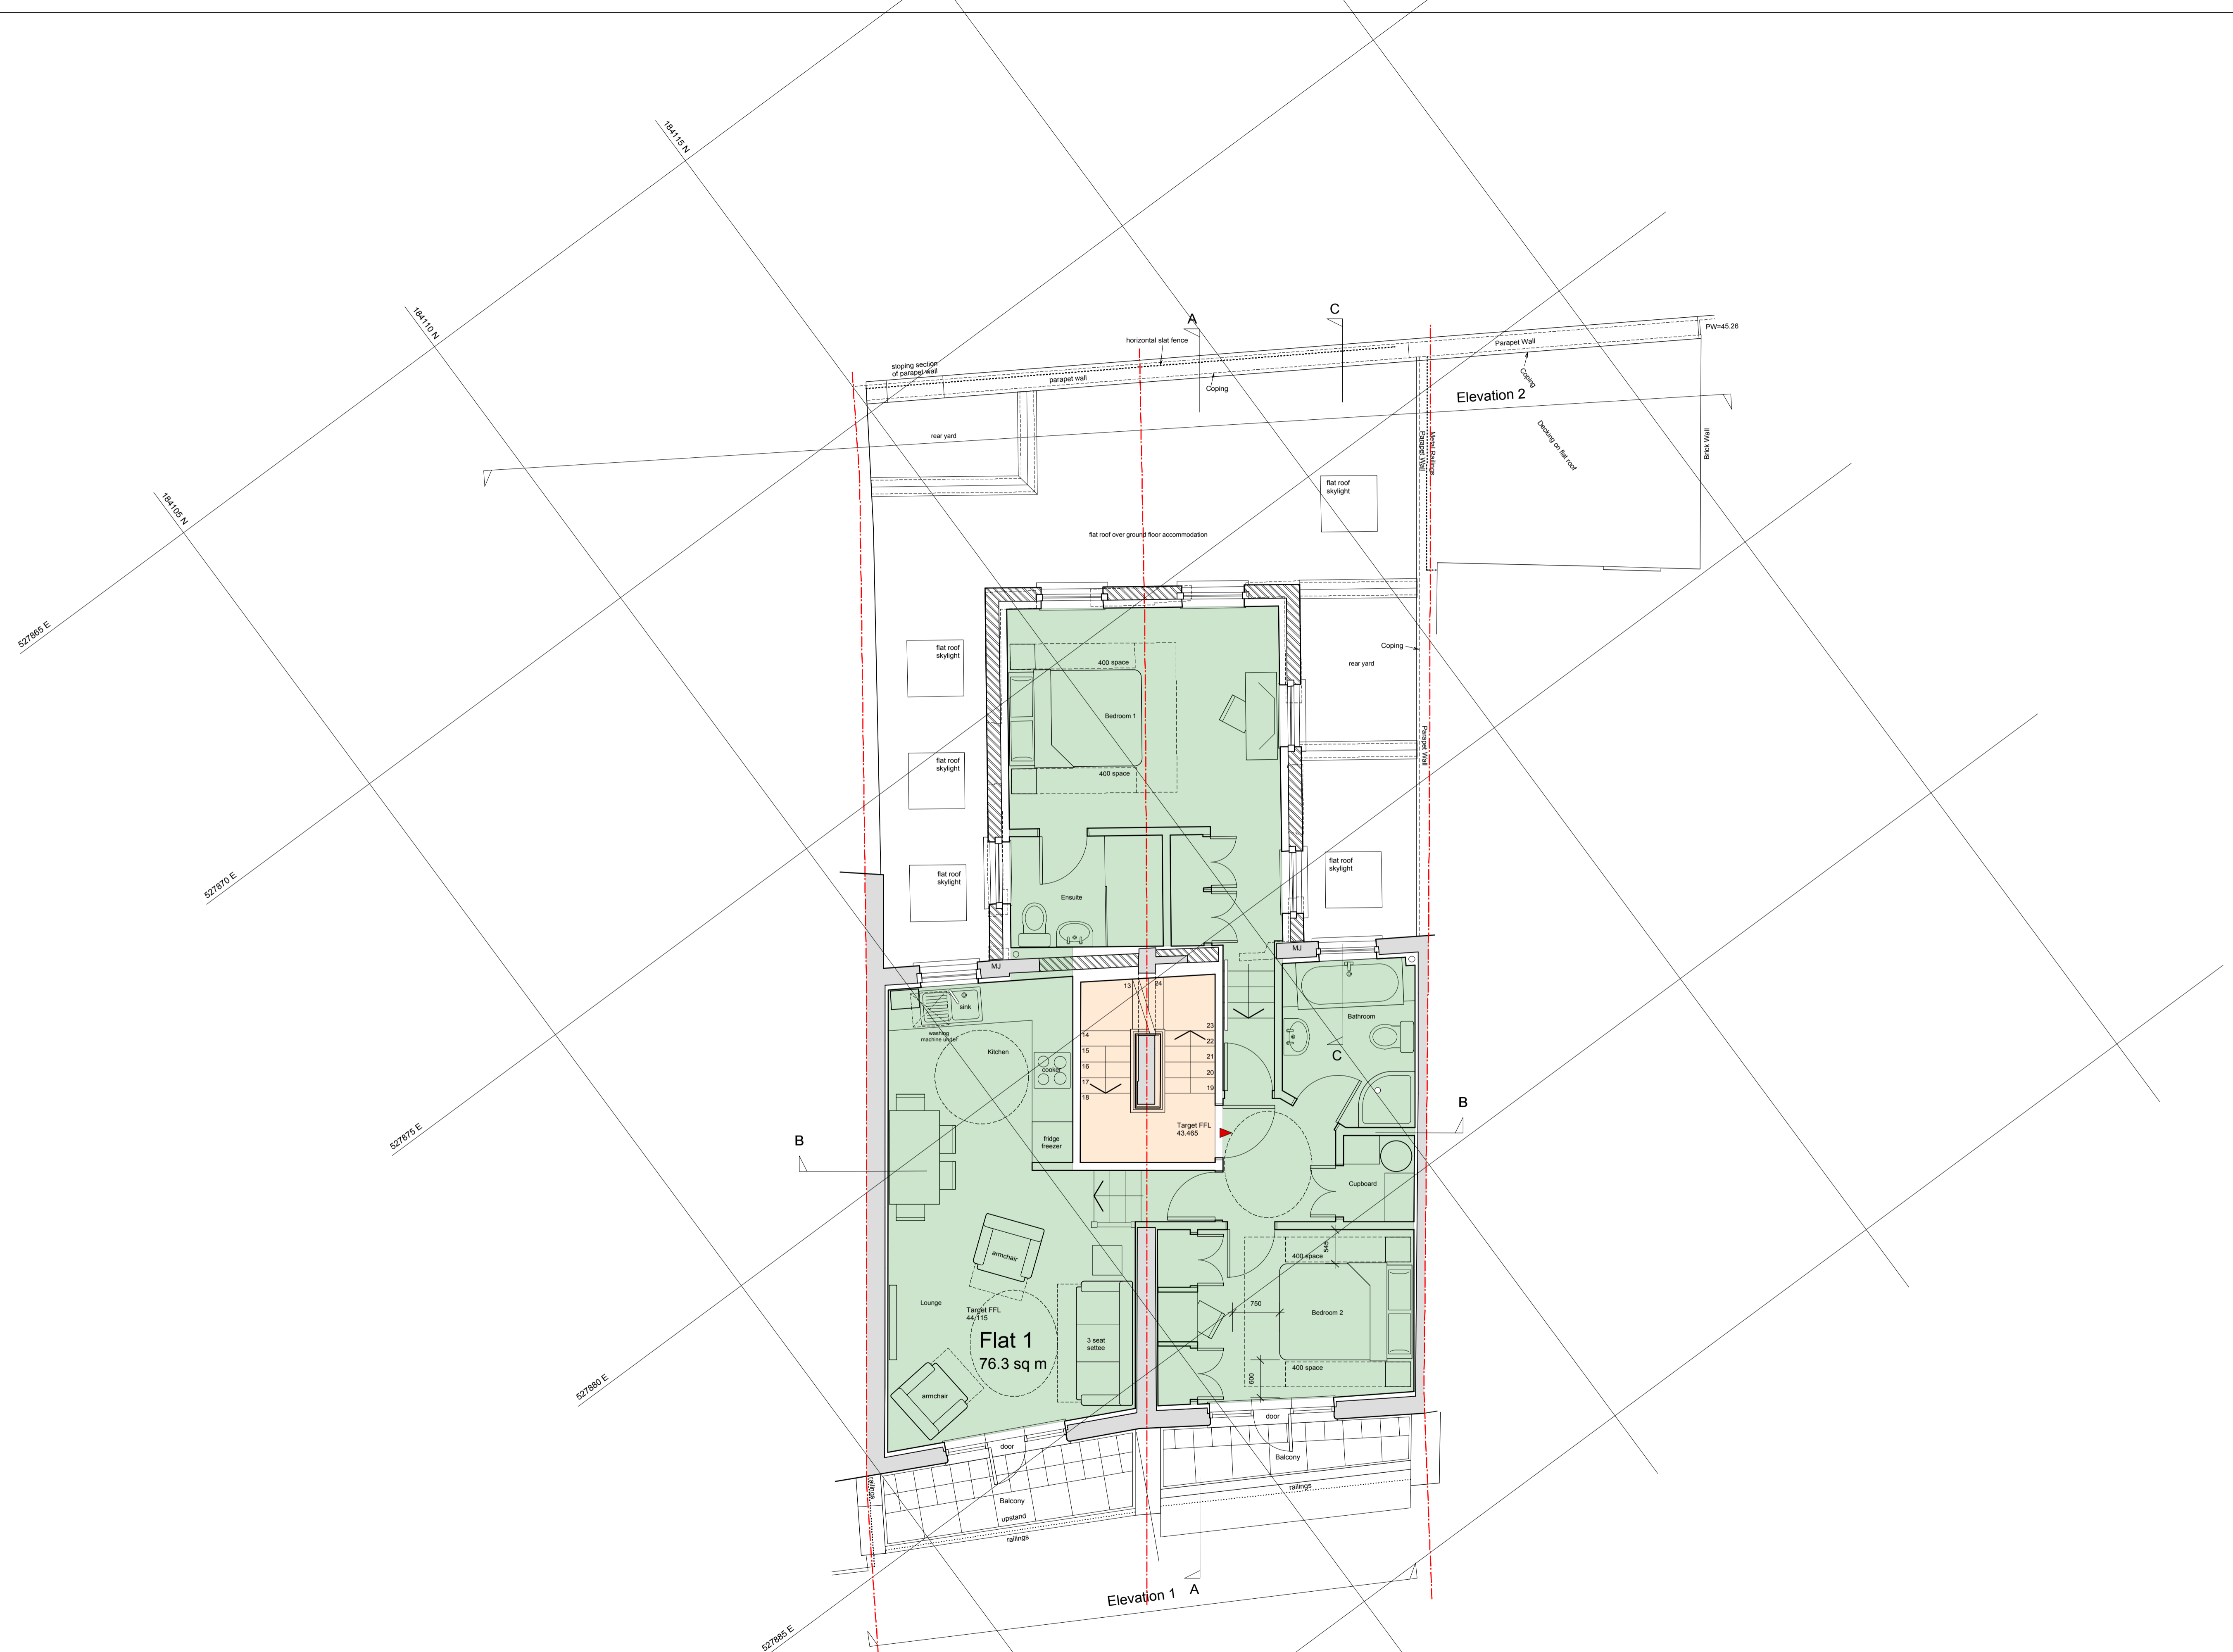 184115 N
184110 N
184105 N
527865 E
527870 E
527875 E
527880 E
527885 E
A
C
horizontal slat fence
sloping section
of parapet wall
parapet wall
Coping
Parapet Wall
PW=45.26
Coping
Elevation 2
rear yard
Metal Railings
Parapet Wall
Decking on flat roof
Brick Wall
flat roof
skylight
flat roof over ground floor accommodation
flat roof
skylight
400 space
Coping
rear yard
Bedroom 1
Parapet Wall
flat roof
skylight
400 space
flat roof
skylight
flat roof
skylight
Ensuite
MJ
MJ
sink
washing
machine under
Kitchen
cooker
fridge
freezer
13
24
14
15
16
17
18
23
22
21
20
19
Target FFL
43.465
Bathroom
C
B
B
Cupboard
armchair
400 space
545
750
Bedroom 2
Lounge
Target FFL
44.115
Flat 1
76.3 sq m
3 seat
settee
400 space
600
armchair
door
door
Balcony
Balcony
railings
railings
upstand
railings
Elevation 1
A